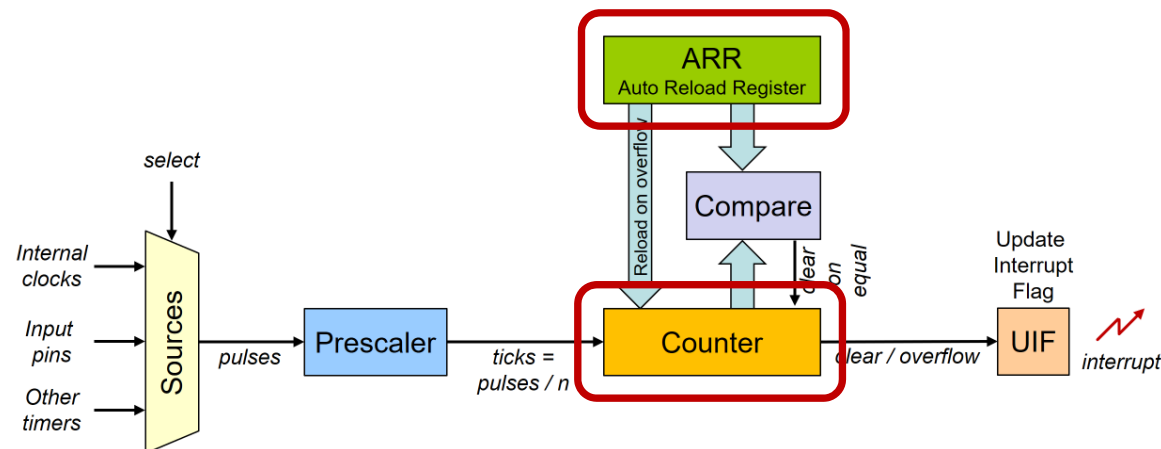 ARR
Auto Reload Register
Reload on overflow
select
Compare
Internal
clocks
Sources
Input
pins
Other
timers
pulses
Prescaler
ticks =
pulses / n
Counter
clear
on
equal
clear / overflow
Update
Interrupt
Flag
UIF
interrupt